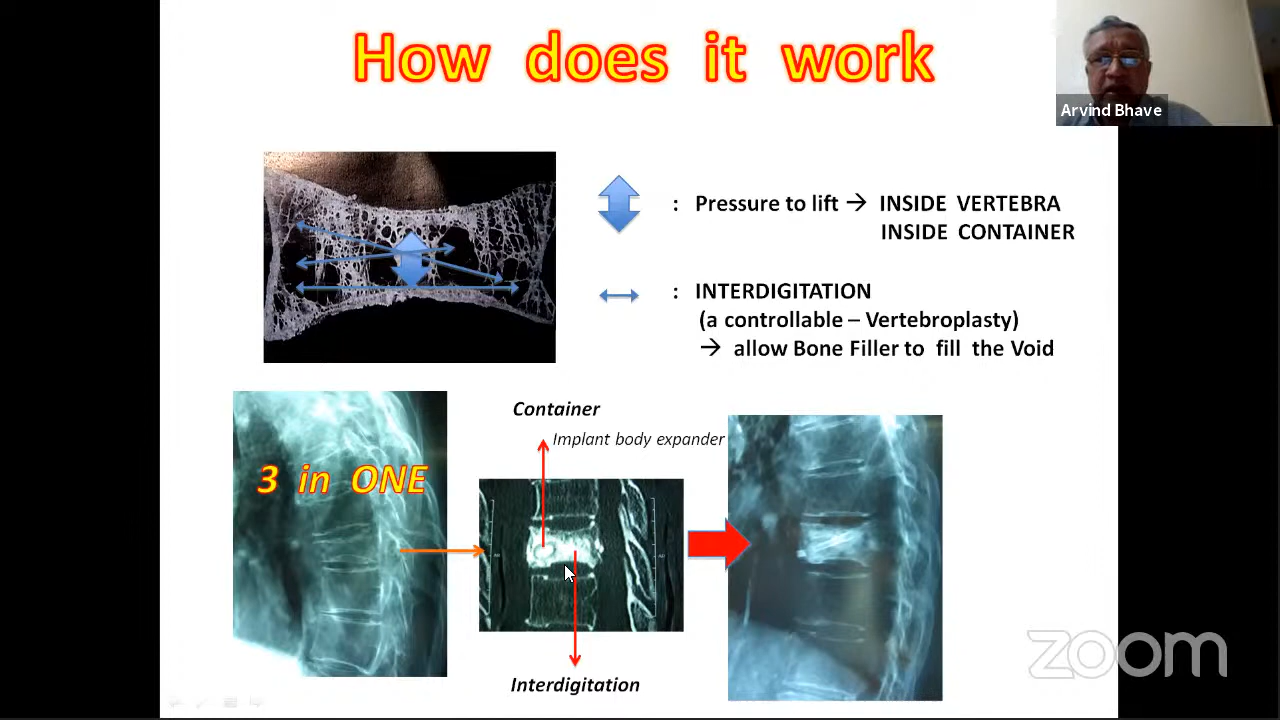 How does it work
Arvind Bhave
: Pressure to lift → INSIDE VERTEBRA
INSIDE CONTAINER
: INTERDIGITATION
(a controllable – Vertebroplasty)
→ allow Bone Filler to fill the Void
Container
Implant body expander
3 in ONE
Interdigitation
zoom